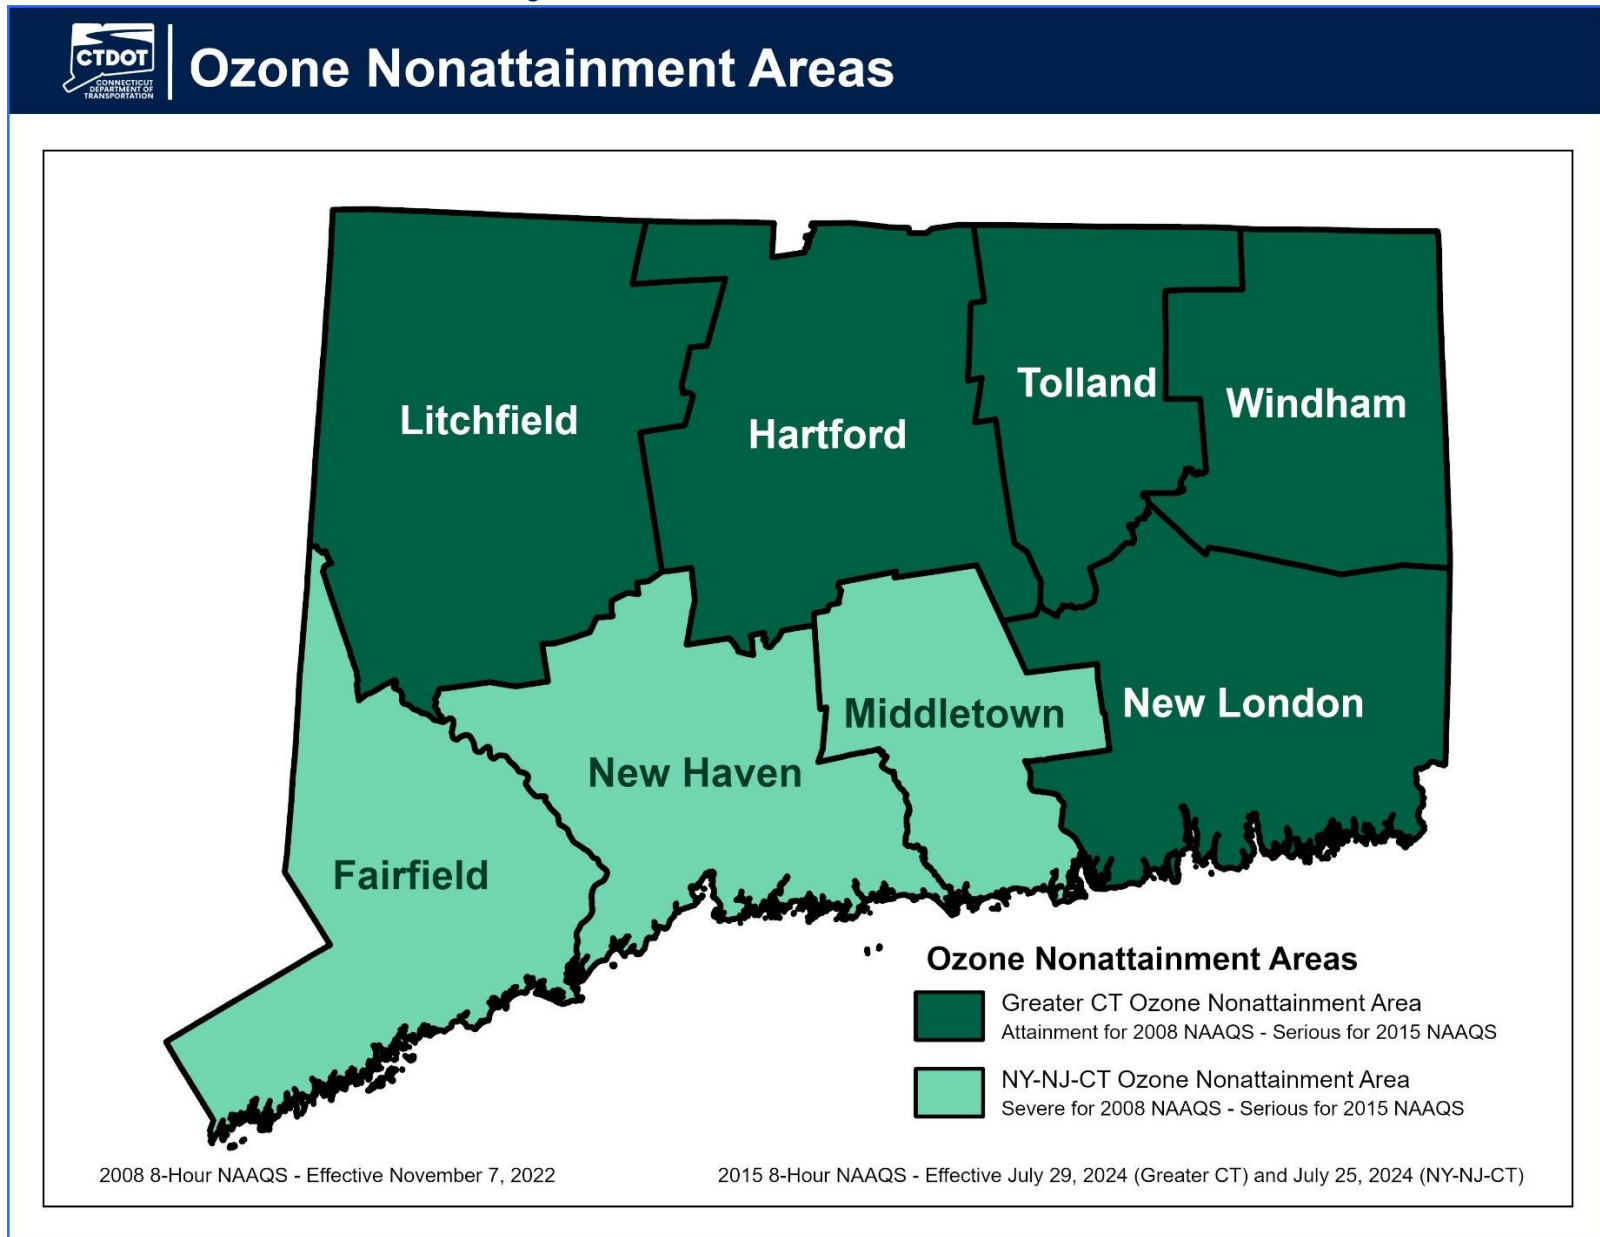 CTDOT
CONNECTICUT
DEPARTMENT OF
TRANSPORTATION
Ozone Nonattainment Areas
Litchfield
Hartford
Tolland
Windham
Middletown
New London
New Haven
Fairfield
Ozone Nonattainment Areas
Greater CT Ozone Nonattainment Area
Attainment for 2008 NAAQS - Serious for 2015 NAAQS
NY-NJ-CT Ozone Nonattainment Area
Severe for 2008 NAAQS - Serious for 2015 NAAQS
2008 8-Hour NAAQS - Effective November 7, 2022
2015 8-Hour NAAQS - Effective July 29, 2024 (Greater CT) and July 25, 2024 (NY-NJ-CT)